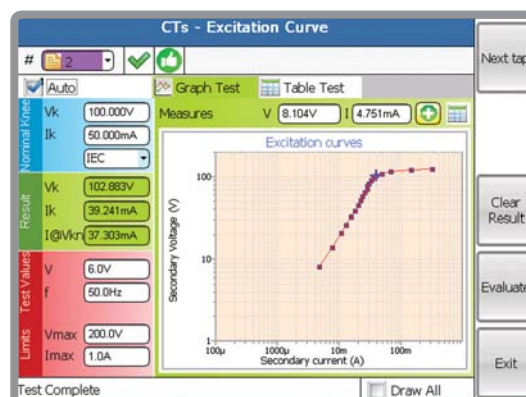 CTs - Excitation Curve
# 2
Next tap
Auto
Graph Test
Table Test
Nominal Knee
Vk 100.000V
Ik 50.000mA
IEC
Measures V 8.104V I 4.751mA
Excitation curves
Result
Vk 102.883V
Ik 39.241mA
I@Vkn 37.303mA
Clear
Result
Test Values
V 6.0V
f 50.0Hz
Evaluate
Limits
Vmax 200.0V
Imax 1.0A
Secondary Voltage (V)
100
10
1
100µ 1000µ 10m 100m
Secondary current (A)
Exit
Test Complete
Draw All